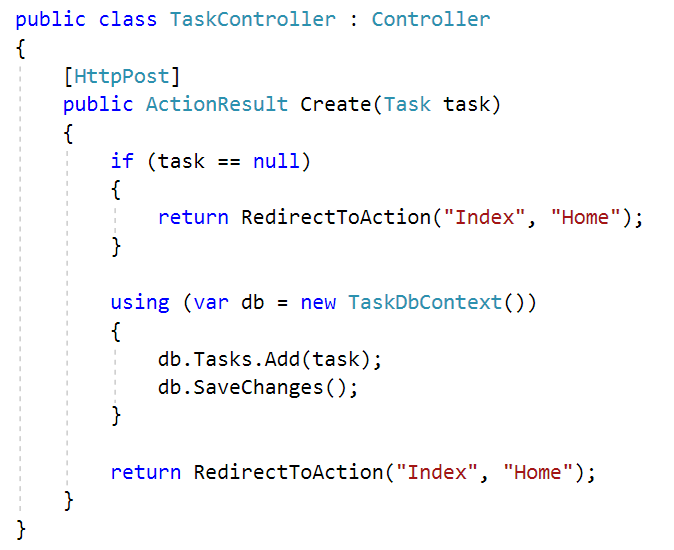 public class TaskController : Controller
{
    [HttpPost]
    public ActionResult Create(Task task)
    {
        if (task == null)
        {
            return RedirectToAction("Index", "Home");
        }

        using (var db = new TaskDbContext())
        {
            db.Tasks.Add(task);
            db.SaveChanges();
        }

        return RedirectToAction("Index", "Home");
    }
}